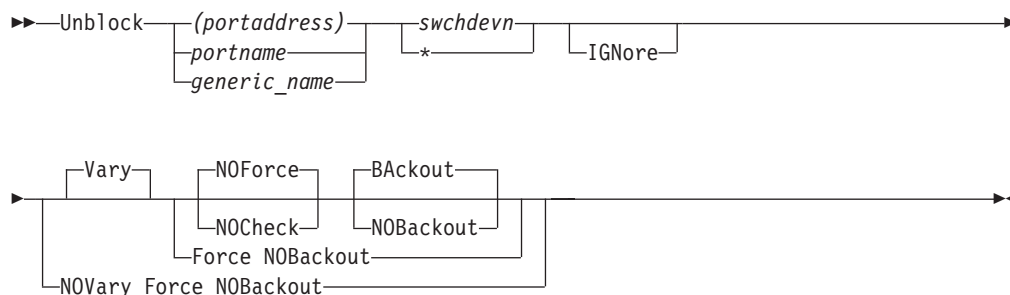 Unblock (portaddress) swchdevn
portname * IGNore
generic_name
Vary NOForce BAckout
NOCheck NOBackout
Force NOBackout
NOVary Force NOBackout